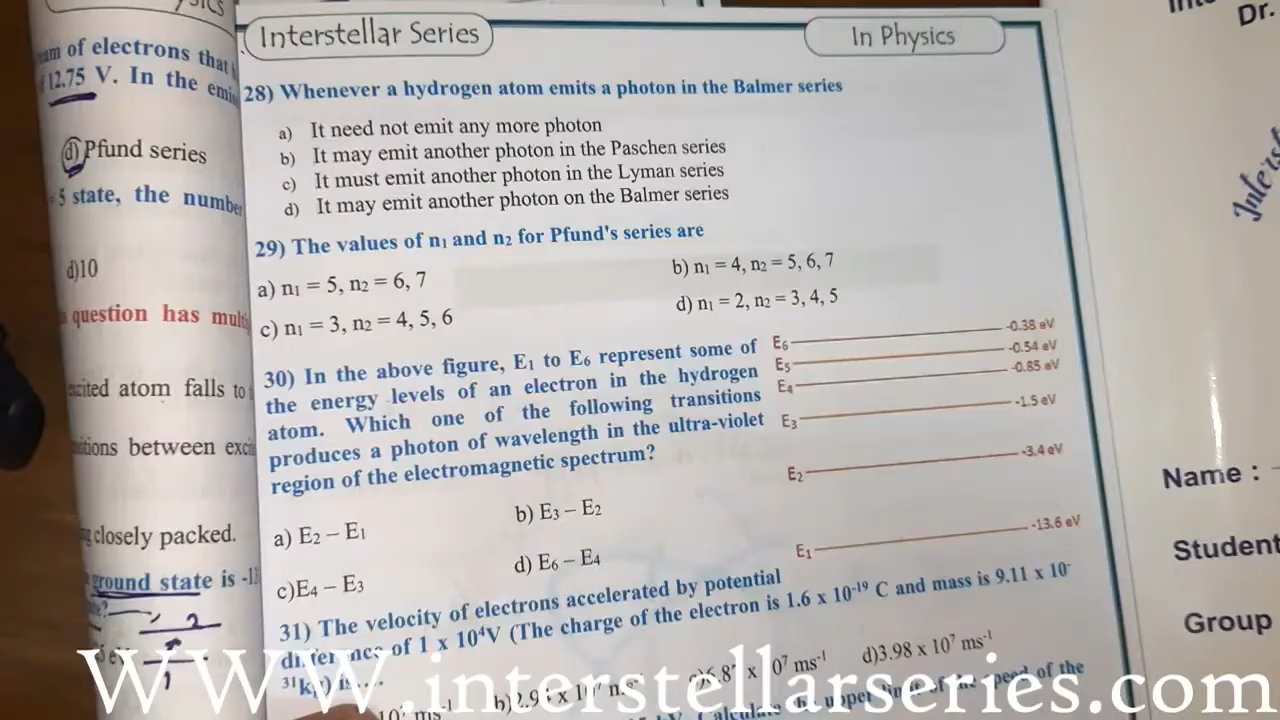 Interstellar Series
In Physics
Dr.
of electrons that
12.75 V. In the
d) Pfund series
5 state, the number
d)10
question has
atom falls to
between
closely packed.
ground state is
2
1
28) Whenever a hydrogen atom emits a photon in the Balmer series
a) It need not emit any more photon
b) It may emit another photon in the Paschen series
c) It must emit another photon in the Lyman series
d) It may emit another photon on the Balmer series
29) The values of n₁ and n₂ for Pfund's series are
a) n₁ = 5, n₂ = 6, 7
b) n₁ = 4, n₂ = 5, 6, 7
c) n₁ = 3, n₂ = 4, 5, 6
d) n₁ = 2, n₂ = 3, 4, 5
30) In the above figure, E₁ to E₆ represent some of
the energy levels of an electron in the hydrogen
atom. Which one of the following transitions
produces a photon of wavelength in the ultra-violet
region of the electromagnetic spectrum?
E₆ -0.38 eV
E₅ -0.54 eV
E₄ -0.85 eV
E₃ -1.5 eV
E₂ -3.4 eV
E₁ -13.6 eV
a) E₂ – E₁
b) E₃ – E₂
c)E₄ – E₃
d) E₆ – E₄
31) The velocity of electrons accelerated by potential
difference of 1 x 10⁴V (The charge of the electron is 1.6 x 10⁻¹⁹ C and mass is 9.11 x 10⁻
d)3.98 x 10⁷ ms⁻¹
of the
Name :
Student
Group
www.interstellarseries.com